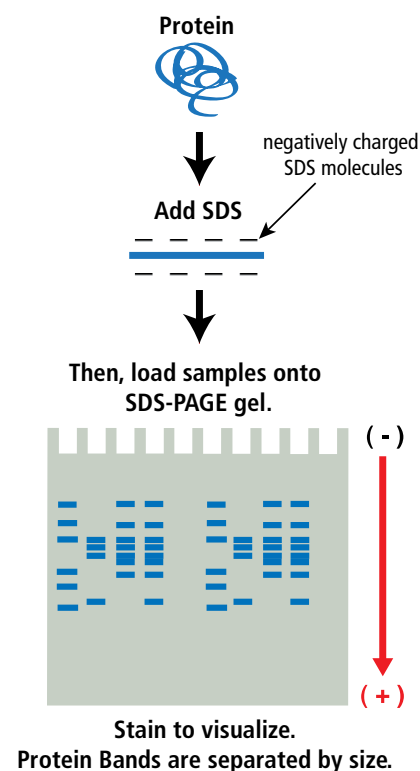 Protein
negatively charged
SDS molecules
Add SDS
Then, load samples onto
SDS-PAGE gel.
(-)
(+)
Stain to visualize.
Protein Bands are separated by size.